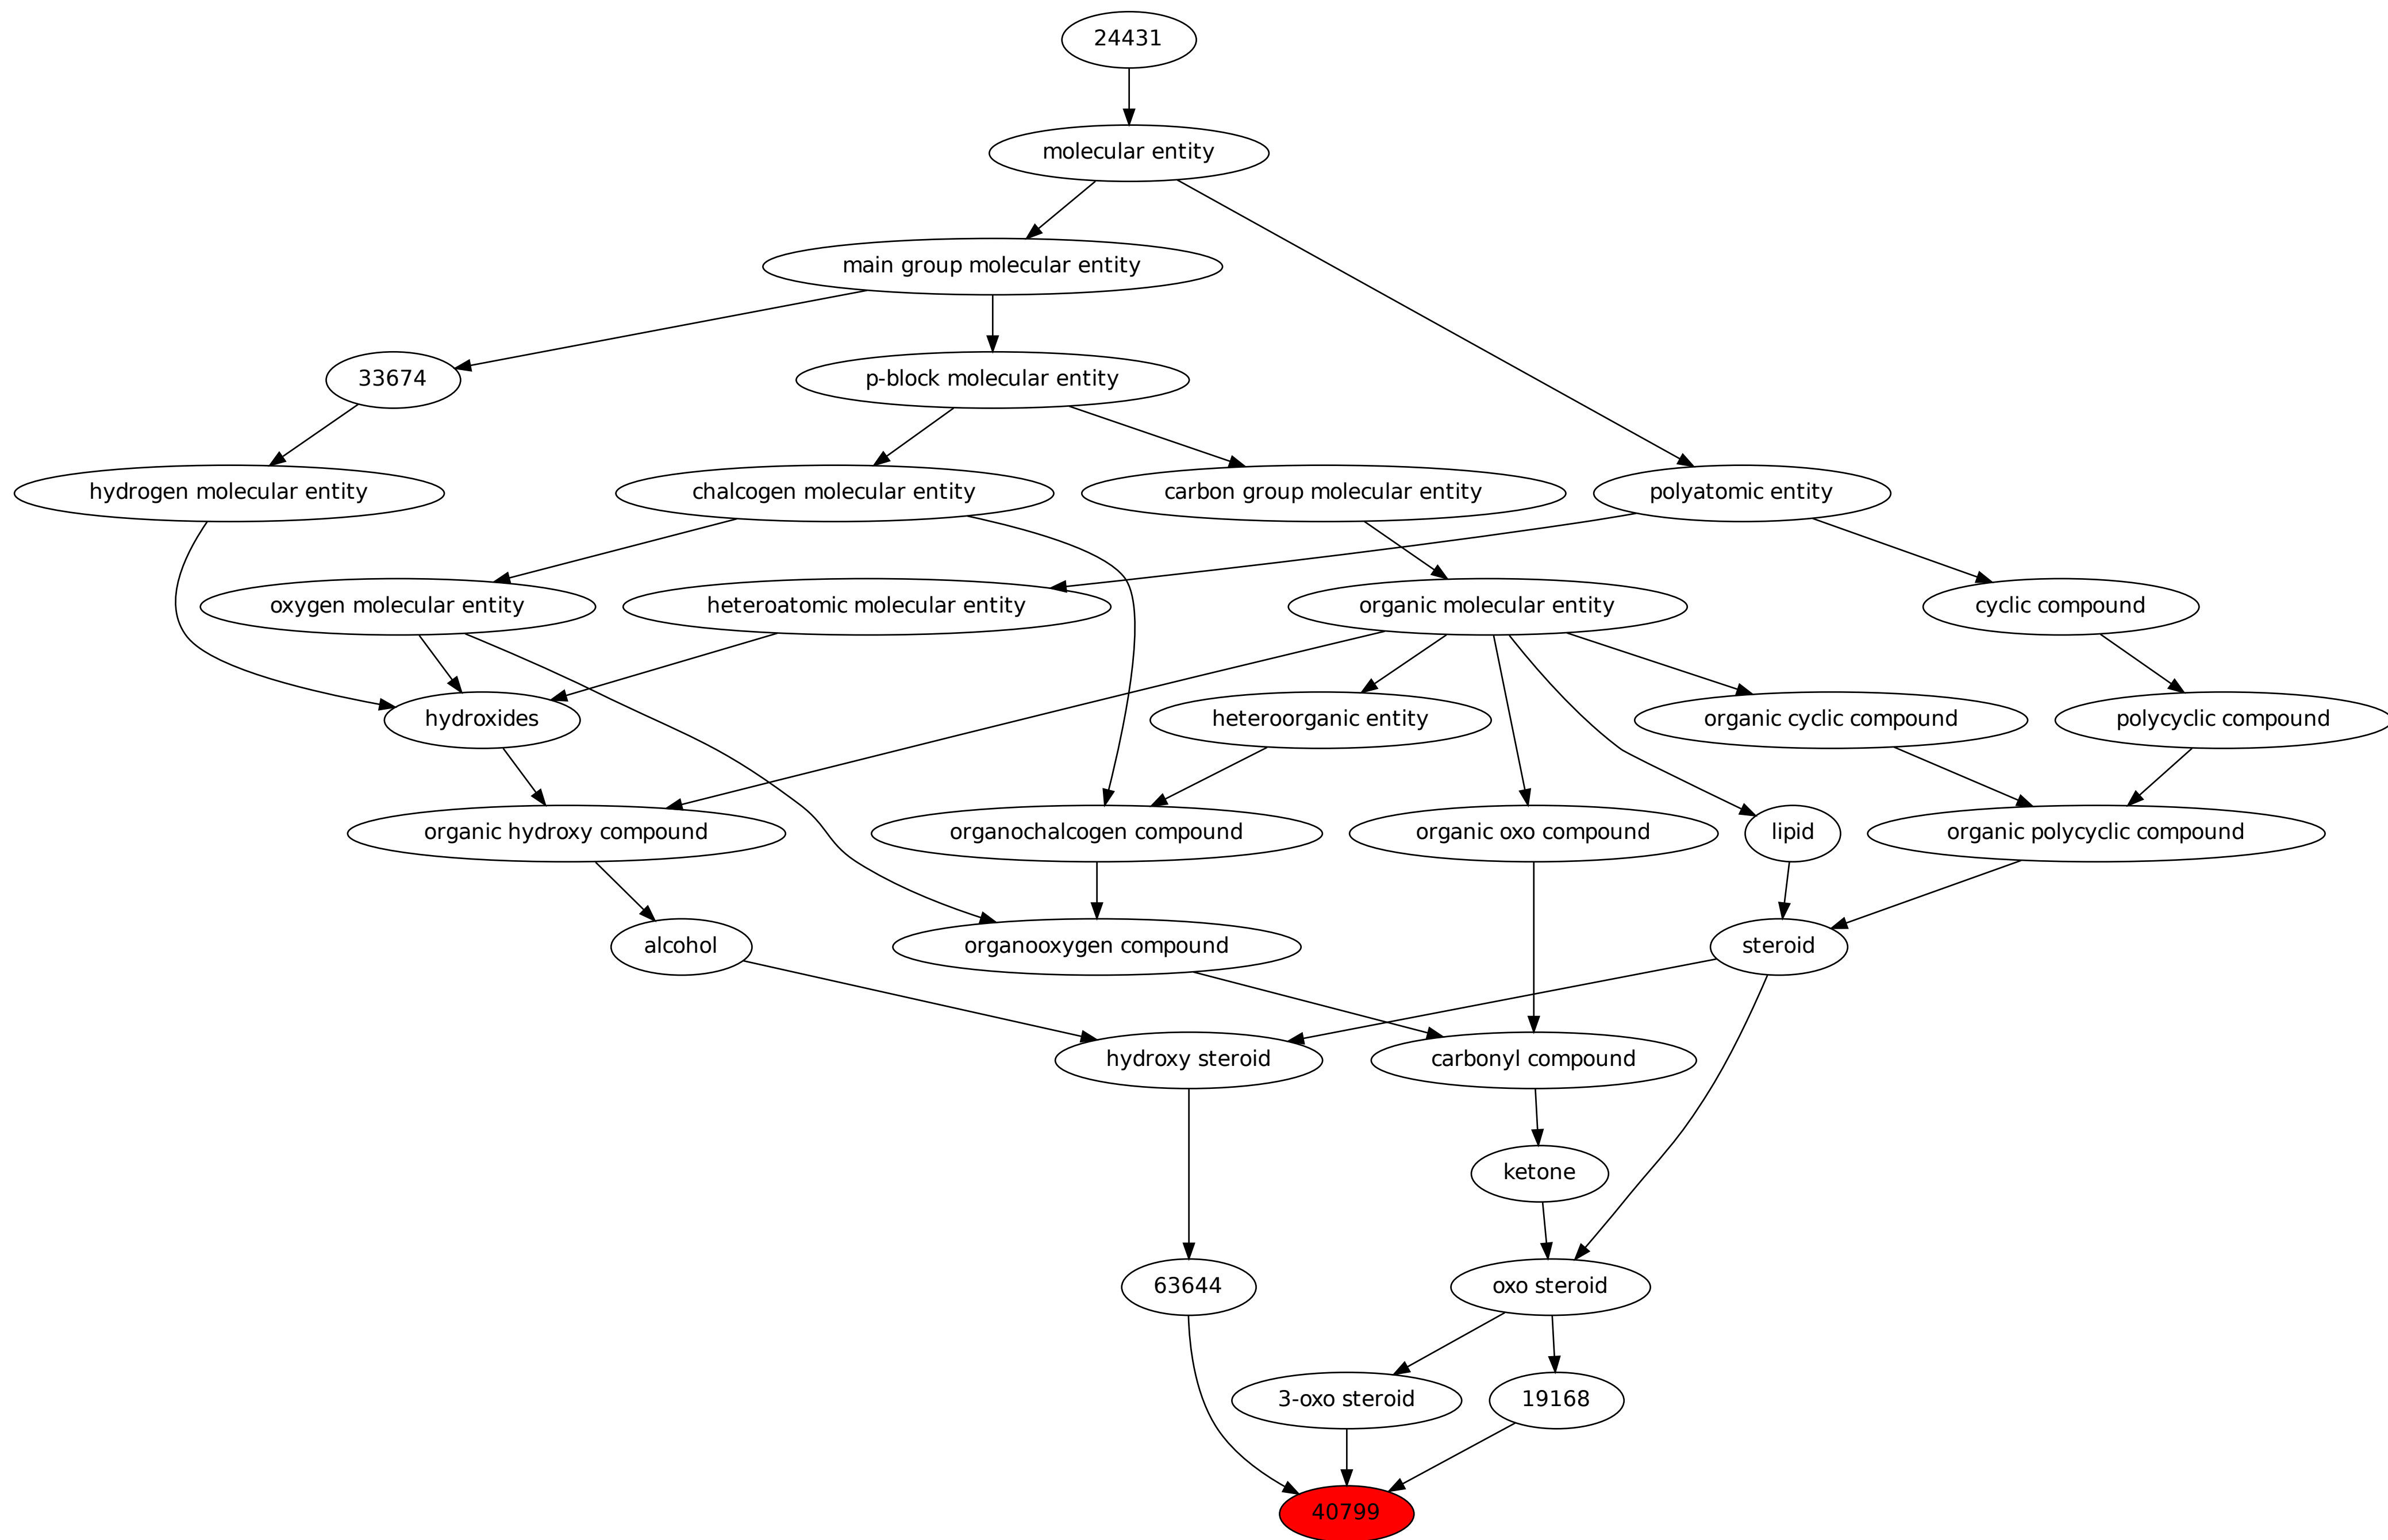 24431
molecular entity
main group molecular entity
33674
p-block molecular entity
hydrogen molecular entity
chalcogen molecular entity
carbon group molecular entity
polyatomic entity
oxygen molecular entity
heteroatomic molecular entity
organic molecular entity
cyclic compound
hydroxides
heteroorganic entity
organic cyclic compound
polycyclic compound
organic hydroxy compound
organochalcogen compound
organic oxo compound
lipid
organic polycyclic compound
alcohol
organooxygen compound
steroid
hydroxy steroid
carbonyl compound
ketone
63644
oxo steroid
3-oxo steroid
19168
40799